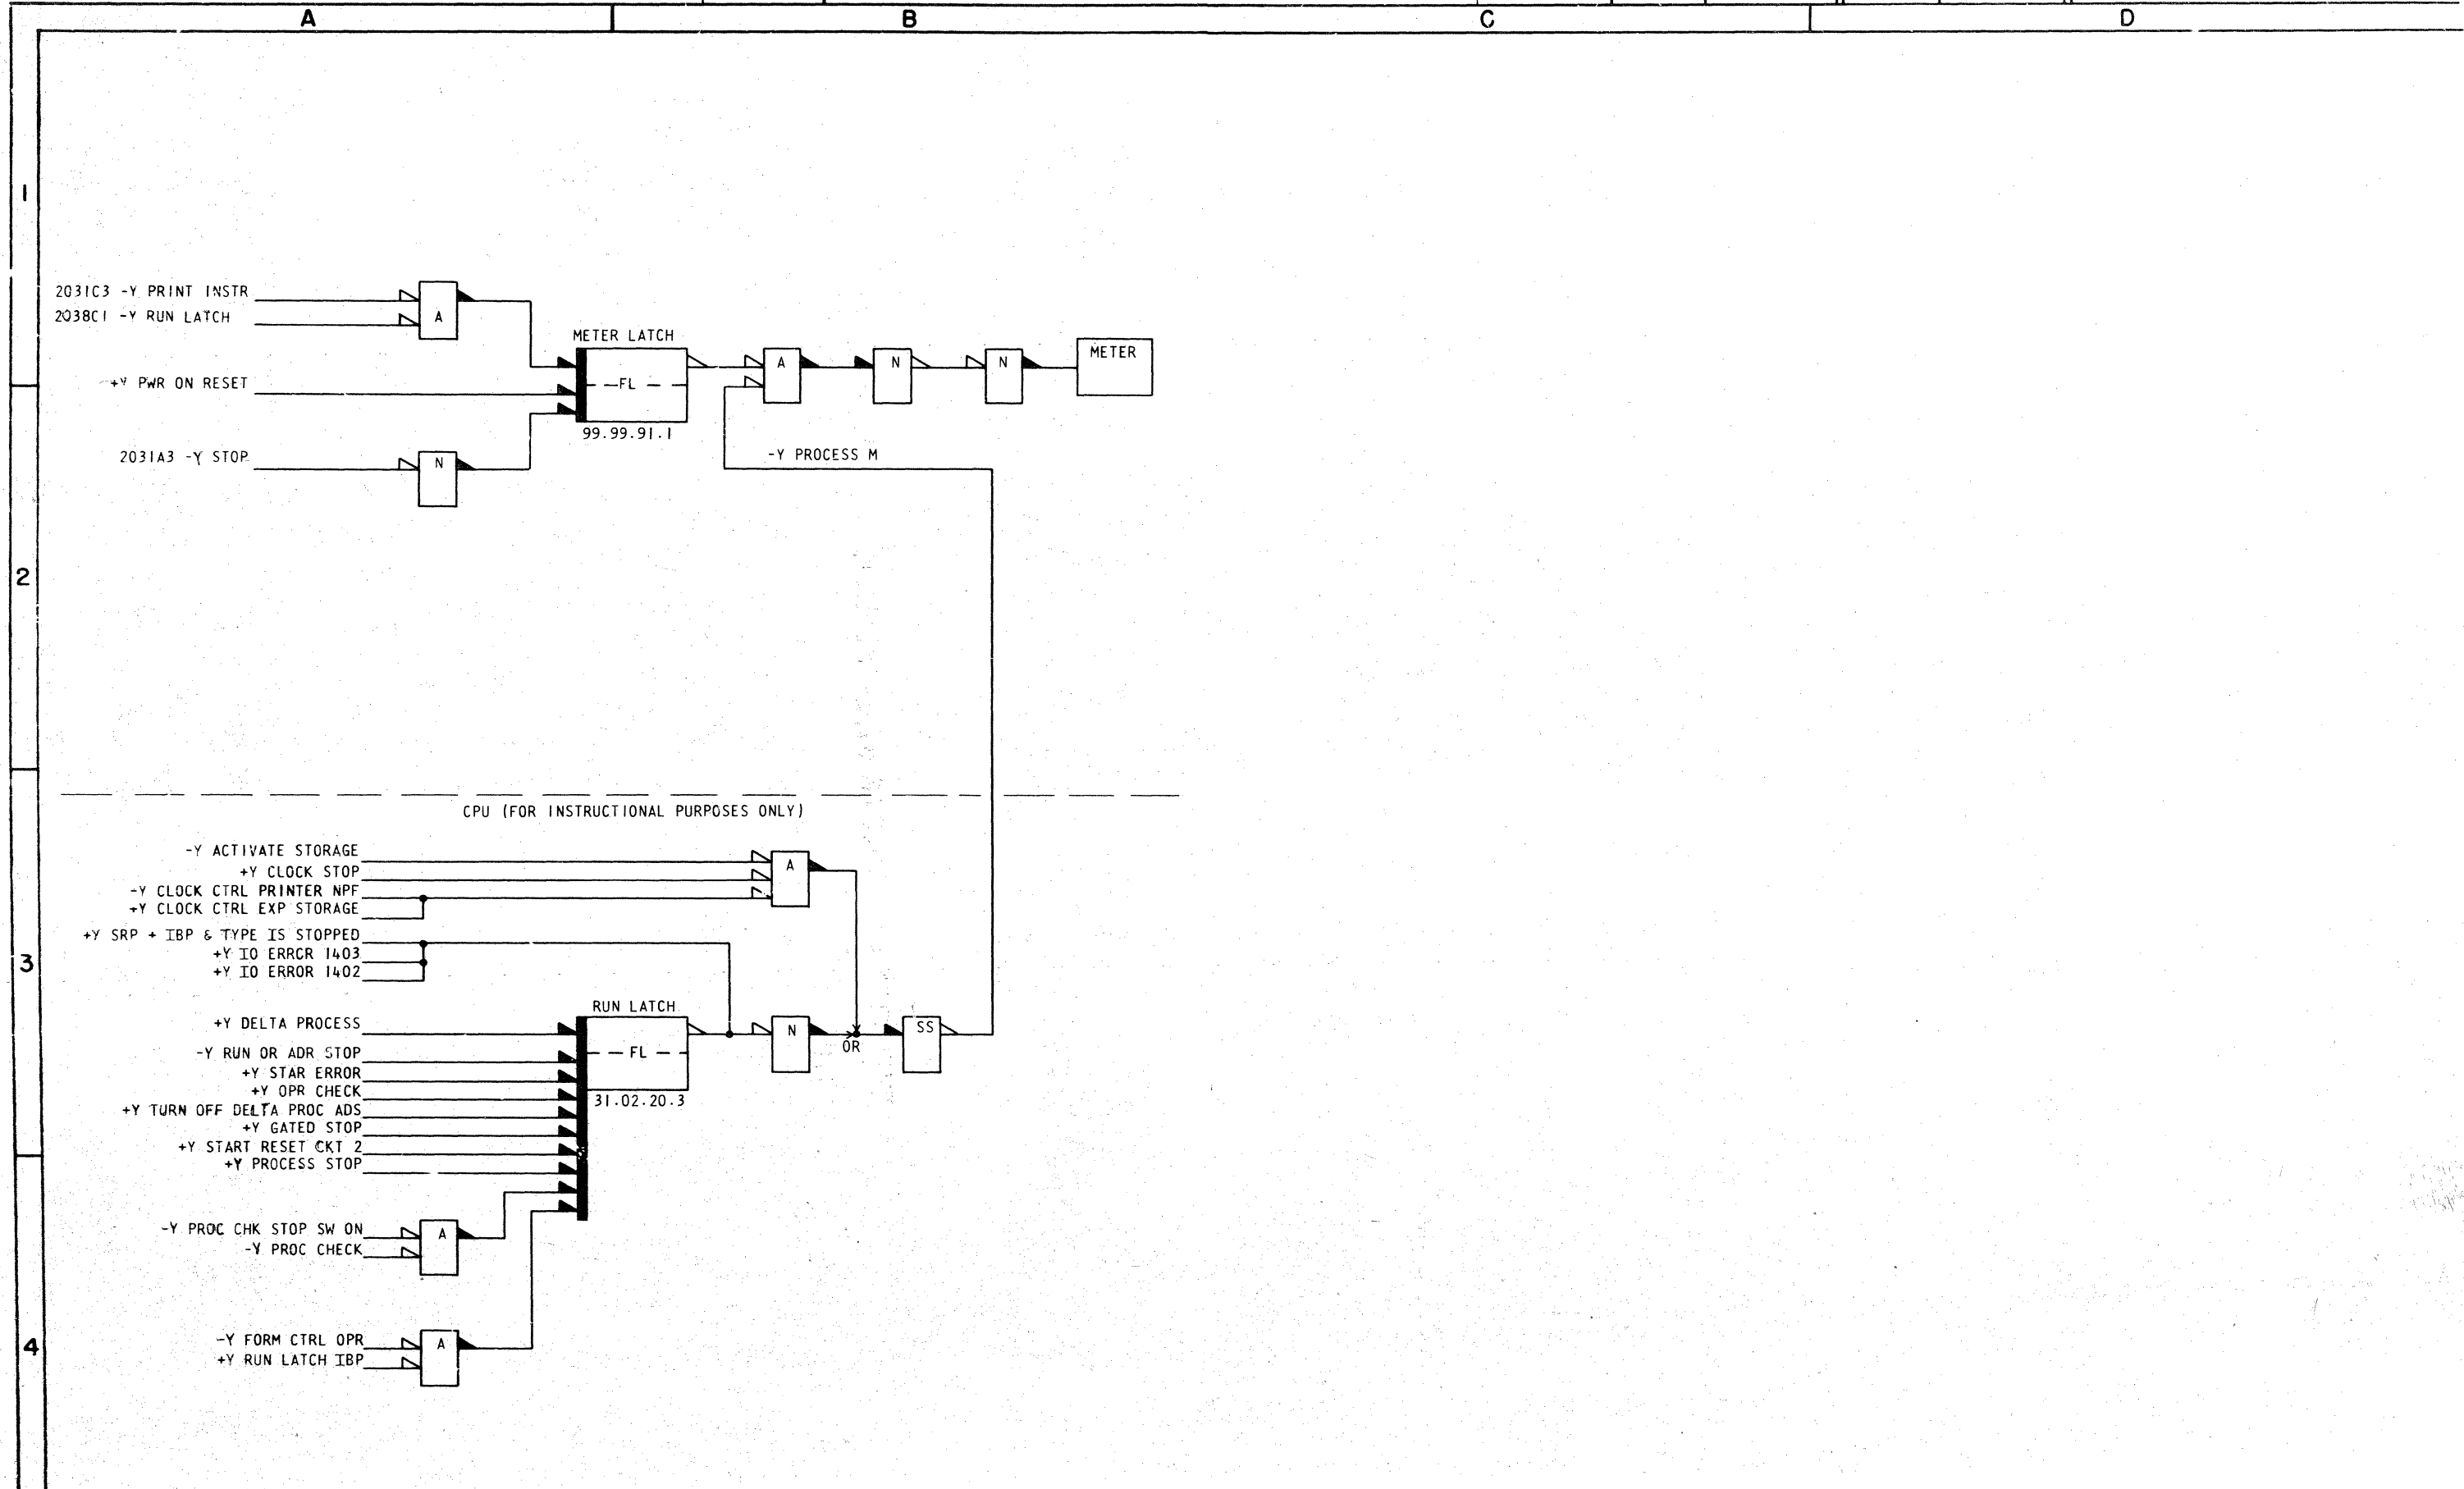 A B C D
1
2031C3 -Y PRINT INSTR
2038C1 -Y RUN LATCH
A
METER LATCH
FL
99.99.91.1
A
N
N
METER
+Y PWR ON RESET
2031A3 -Y STOP
N
-Y PROCESS M
2
CPU (FOR INSTRUCTIONAL PURPOSES ONLY)
-Y ACTIVATE STORAGE
+Y CLOCK STOP
-Y CLOCK CTRL PRINTER NPF
+Y CLOCK CTRL EXP STORAGE
A
+Y SRP + IBP & TYPE IS STOPPED
+Y IO ERROR 1403
+Y IO ERROR 1402
3
RUN LATCH
FL
31.02.20.3
N
OR
SS
+Y DELTA PROCESS
-Y RUN OR ADR STOP
+Y STAR ERROR
+Y OPR CHECK
+Y TURN OFF DELTA PROC ADS
+Y GATED STOP
+Y START RESET CKT 2
+Y PROCESS STOP
-Y PROC CHK STOP SW ON
-Y PROC CHECK
A
4
-Y FORM CTRL OPR
+Y RUN LATCH IBP
A